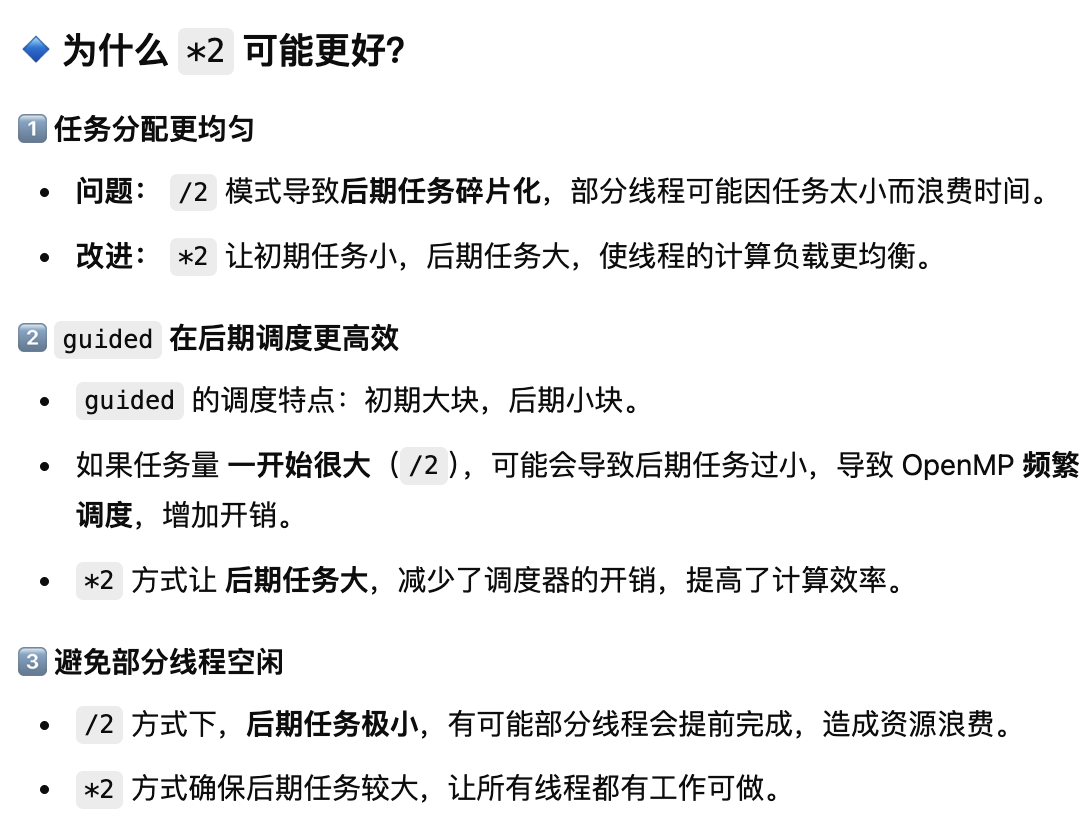 🔷 为什么 *2 可能更好?
1️⃣ 任务分配更均匀
• 问题： /2 模式导致后期任务碎片化，部分线程可能因任务太小而浪费时间。
• 改进： *2 让初期任务小，后期任务大，使线程的计算负载更均衡。
2️⃣ guided 在后期调度更高效
• guided 的调度特点：初期大块，后期小块。
• 如果任务量 一开始很大（/2），可能会导致后期任务过小，导致 OpenMP 频繁
调度，增加开销。
• *2 方式让 后期任务大，减少了调度器的开销，提高了计算效率。
3️⃣ 避免部分线程空闲
• /2 方式下，后期任务极小，有可能部分线程会提前完成，造成资源浪费。
• *2 方式确保后期任务较大，让所有线程都有工作可做。